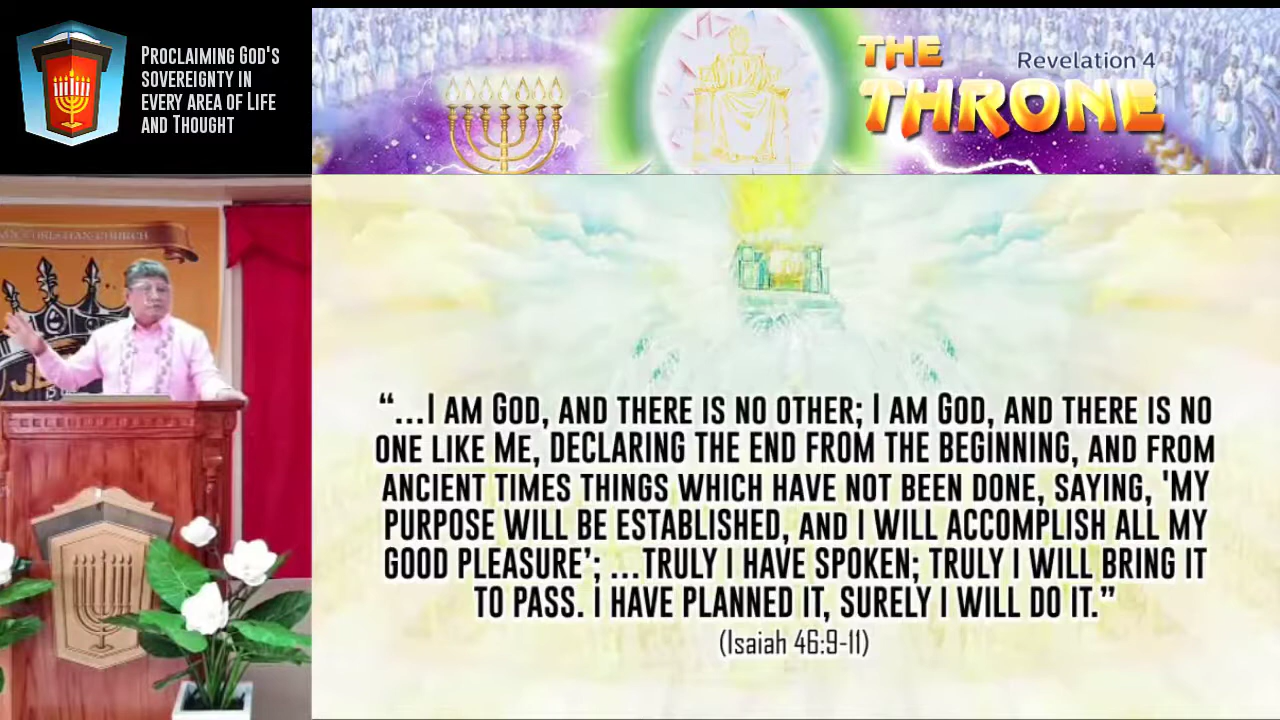 PROCLAIMING GOD'S
SOVEREIGNTY IN
EVERY AREA OF LIFE
AND THOUGHT
THE
THRONE
Revelation 4
CHRISTIAN CHURCH
“...I AM GOD, AND THERE IS NO OTHER; I AM GOD, AND THERE IS NO
ONE LIKE ME, DECLARING THE END FROM THE BEGINNING, AND FROM
ANCIENT TIMES THINGS WHICH HAVE NOT BEEN DONE, SAYING, 'MY
PURPOSE WILL BE ESTABLISHED, AND I WILL ACCOMPLISH ALL MY
GOOD PLEASURE’; ...TRULY I HAVE SPOKEN; TRULY I WILL BRING IT
TO PASS. I HAVE PLANNED IT, SURELY I WILL DO IT.”
(Isaiah 46:9-11)